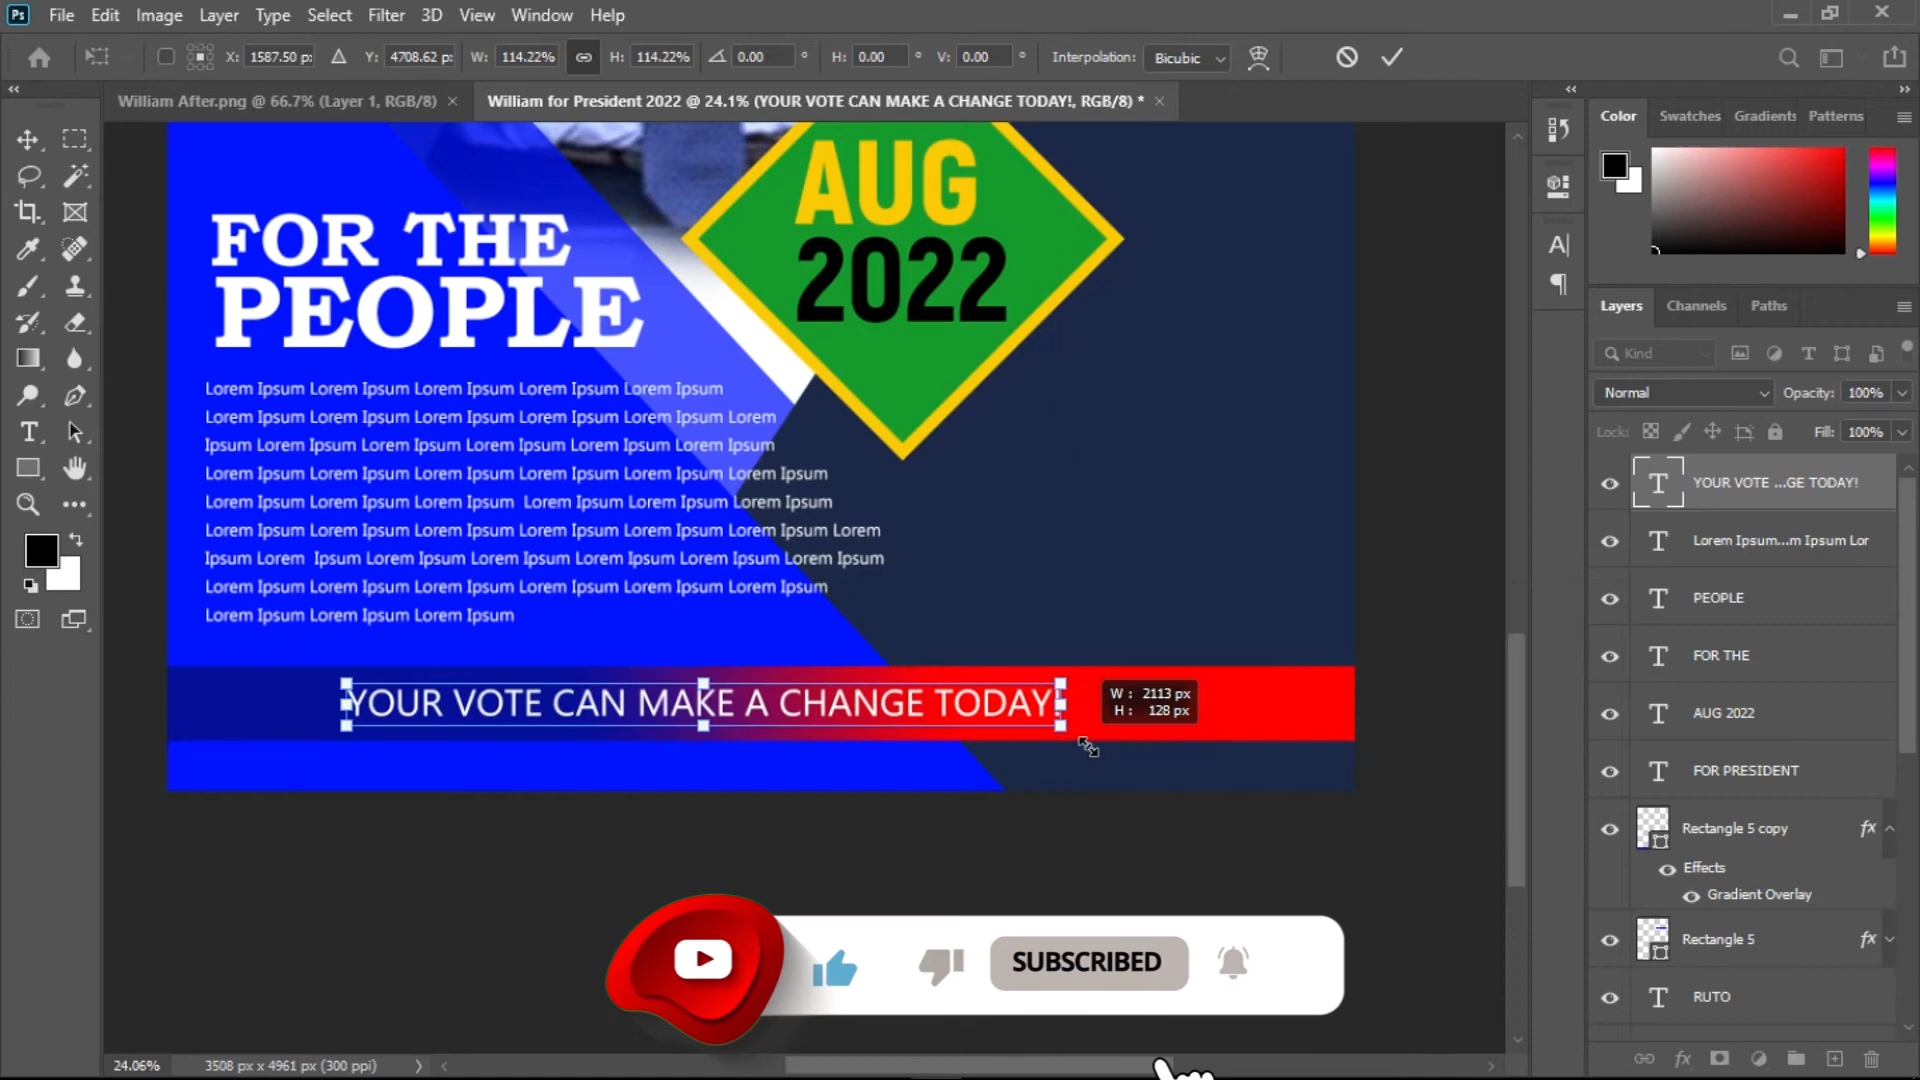 Ps File Edit Image Layer Type Select Filter 3D View Window Help
X: 1587.50 p: Y: 4708.62 p: W: 114.22% H: 114.22% 0.00 ° H: 0.00 ° V: 0.00 ° Interpolation: Bicubic
William After.png @ 66.7% (Layer 1, RGB/8) × William for President 2022 @ 24.1% (YOUR VOTE CAN MAKE A CHANGE TODAY!, RGB/8) * ×
AUG
2022
FOR THE
PEOPLE
Lorem Ipsum Lorem Ipsum Lorem Ipsum Lorem Ipsum Lorem Ipsum
Lorem Ipsum Lorem Ipsum Lorem Ipsum Lorem Ipsum Lorem Ipsum Lorem
Ipsum Lorem Ipsum Lorem Ipsum Lorem Ipsum Lorem Ipsum Lorem Ipsum
Lorem Ipsum Lorem Ipsum Lorem Ipsum Lorem Ipsum Lorem Ipsum Lorem Ipsum
Lorem Ipsum Lorem Ipsum Lorem Ipsum Lorem Ipsum Lorem Ipsum Lorem Ipsum
Lorem Ipsum Lorem Ipsum Lorem Ipsum Lorem Ipsum Lorem Ipsum Lorem Ipsum Lorem
Ipsum Lorem Ipsum Lorem Ipsum Lorem Ipsum Lorem Ipsum Lorem Ipsum Lorem Ipsum
Lorem Ipsum Lorem Ipsum Lorem Ipsum Lorem Ipsum Lorem Ipsum Lorem Ipsum
Lorem Ipsum Lorem Ipsum Lorem Ipsum
YOUR VOTE CAN MAKE A CHANGE TODAY!
W : 2113 px
H : 128 px
SUBSCRIBED
24.06% 3508 px x 4961 px (300 ppi)
Color Swatches Gradients Patterns
Layers Channels Paths
Kind
Normal Opacity: 100%
Lock: Fill: 100%
YOUR VOTE ...GE TODAY!
Lorem Ipsum...m Ipsum Lor
PEOPLE
FOR THE
AUG 2022
FOR PRESIDENT
Rectangle 5 copy fx
Effects
Gradient Overlay
Rectangle 5 fx
RUTO
fx